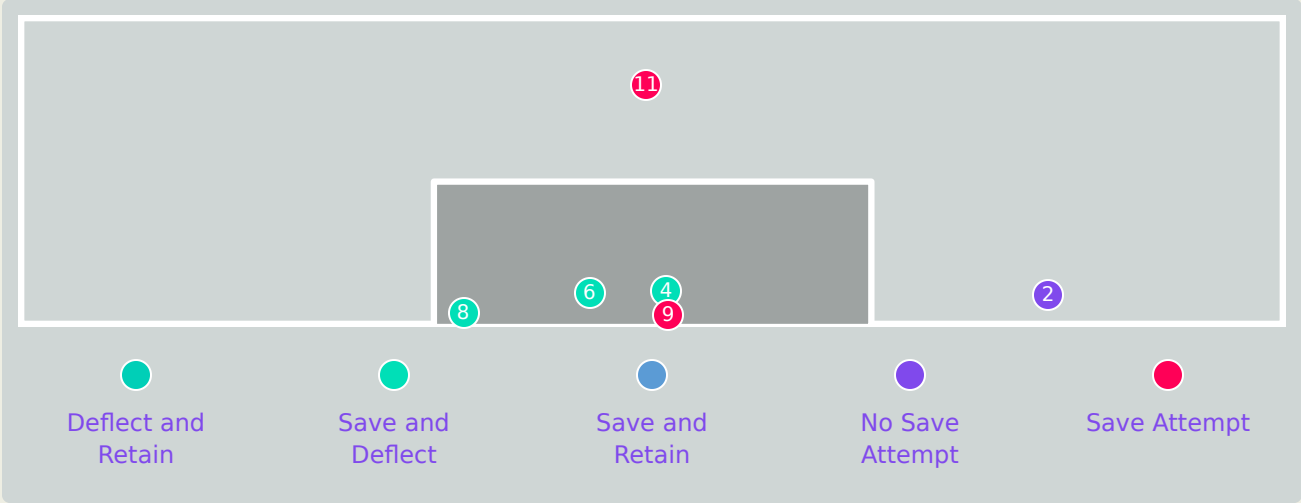 11
6
4
8
9
2
Deflect and
Retain
Save and
Deflect
Save and
Retain
No Save
Attempt
Save Attempt